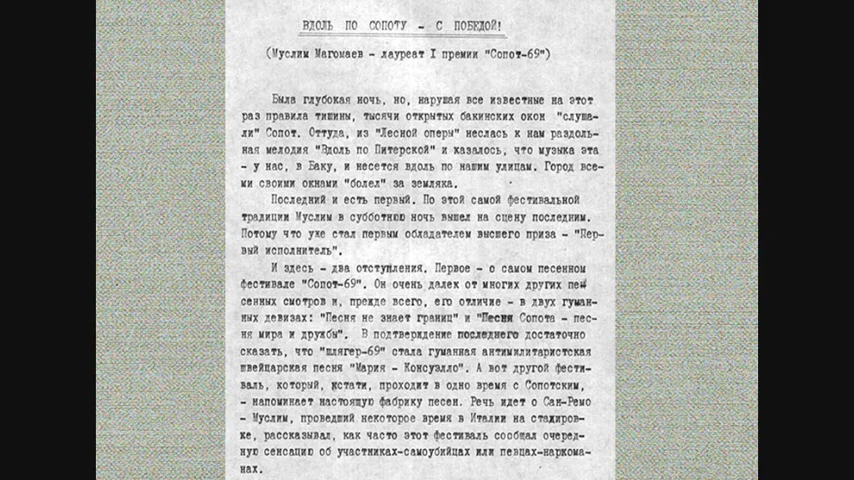 ВДОЛЬ ПО СОПОТУ - С ПОБЕДОЙ!
(Муслим Магомаев - лауреат I премии "Сопот-69")
Была глубокая ночь, но, нарушая все известные на этот
раз правила тишины, тысячи открытых бакинских окон "слуша-
ли" Сопот. Оттуда, из "Лесной оперы" неслась к нам раздоль-
ная мелодия "Вдоль по Питерской" и казалось, что музыка эта
- у нас, в Баку, и несется вдоль по нашим улицам. Город все-
ми своими окнами "болел" за земляка.
Последний и есть первый. По этой самой фестивальной
традиции Муслим в субботнюю ночь вышел на сцену последним.
Потому что уже стал первым обладателем высшего приза - "Пер-
вый исполнитель".
И здесь - два отступления. Первое - о самом песенном
фестивале "Сопот-69". Он очень далек от многих других пе
сенных смотров и, прежде всего, его отличие - в двух гуман-
ных девизах: "Песня не знает границ" и "Песни Сопота - пес-
ня мира и дружбы". В подтверждение последнего достаточно
сказать, что "шлягер-69" стала гуманная антимилитаристская
швейцарская песня "Мария - Консуэлло". А вот другой фести-
валь, который, кстати, проходит в одно время с Сопотским,
- напоминает настоящую фабрику песен. Речь идет о Сан-Ремо
- Муслим, проведший некоторое время в Италии на стадиров-
ке, рассказывал, как часто этот фестиваль сообщал очеред-
ную сенсацию об участниках-самоубийцах или певцах-наркома-
нах.